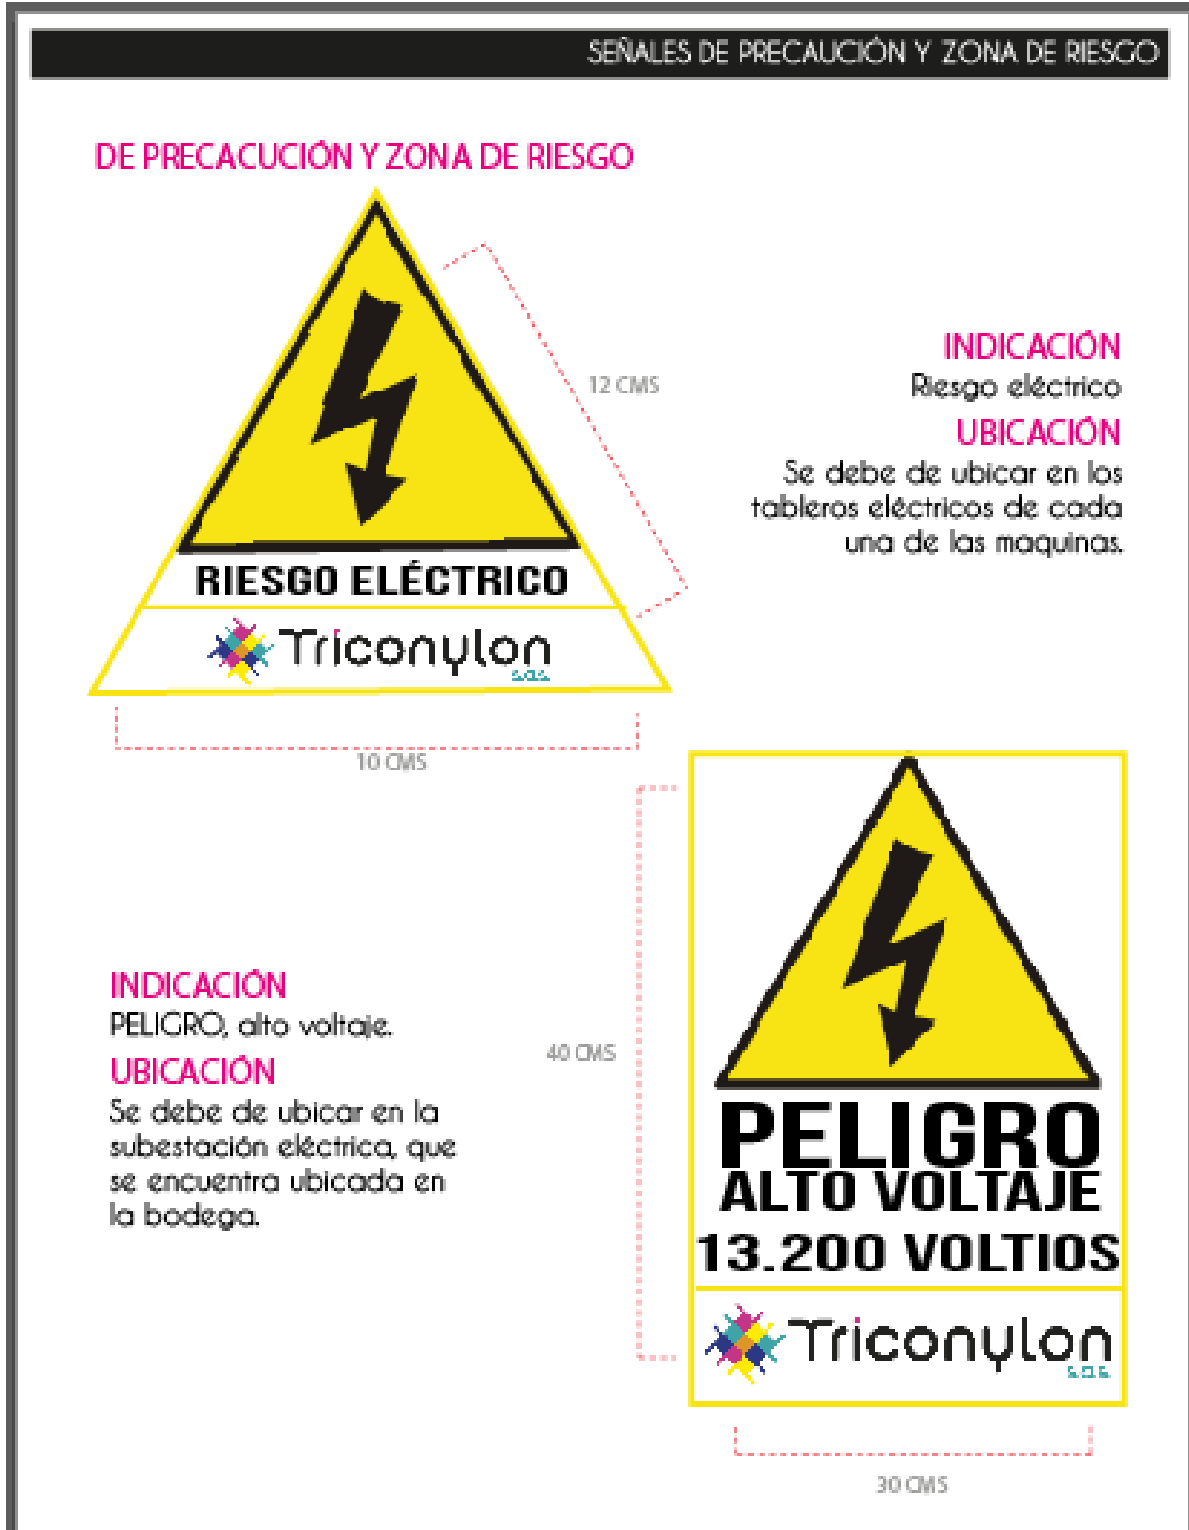 SEÑALES DE PRECAUCIÓN Y ZONA DE RIESGO
DE PRECACUCIÓN Y ZONA DE RIESGO
12 CMS
RIESGO ELÉCTRICO
Triconylon
s.a.s
10 CMS
INDICACIÓN
Riesgo eléctrico
UBICACIÓN
Se debe de ubicar en los
tableros eléctricos de cada
una de las maquinas.
INDICACIÓN
PELIGRO, alto voltaje.
UBICACIÓN
Se debe de ubicar en la
subestación eléctrica, que
se encuentra ubicada en
la bodega.
40 CMS
PELIGRO
ALTO VOLTAJE
13.200 VOLTIOS
Triconylon
s.a.s
30 CMS